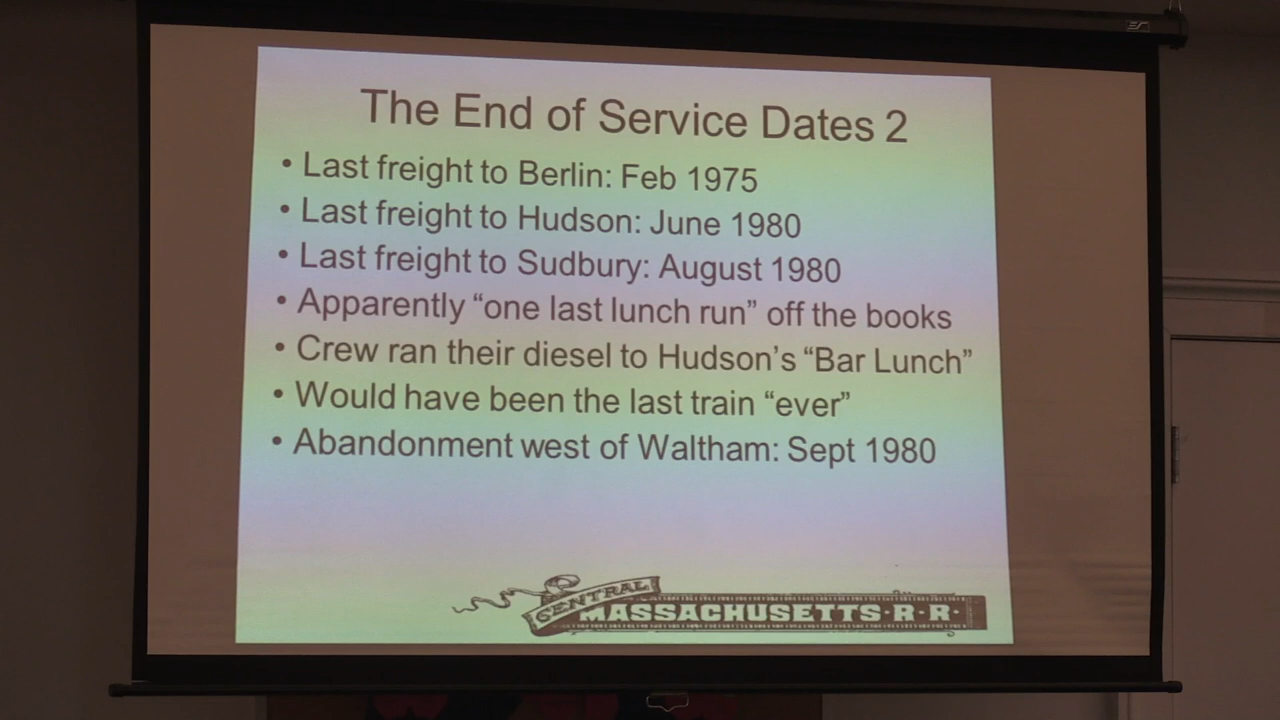 The End of Service Dates 2
• Last freight to Berlin: Feb 1975
• Last freight to Hudson: June 1980
• Last freight to Sudbury: August 1980
• Apparently “one last lunch run” off the books
• Crew ran their diesel to Hudson’s “Bar Lunch”
• Would have been the last train “ever”
• Abandonment west of Waltham: Sept 1980
CENTRAL
MASSACHUSETTS·R·R·